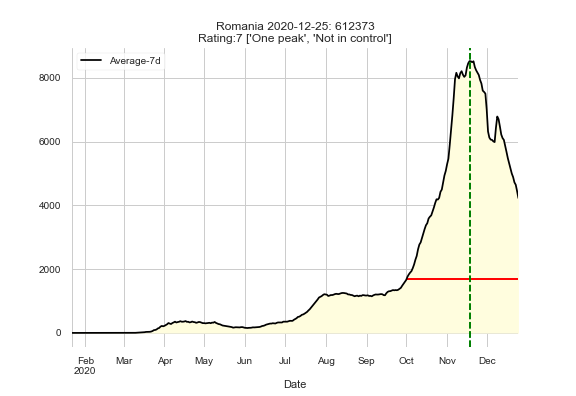 Romania 2020-12-25: 612373
Rating:7 ['One peak', 'Not in control']
Average-7d
8000
6000
4000
2000
0
Feb Mar Apr May Jun Jul Aug Sep Oct Nov Dec
2020
Date